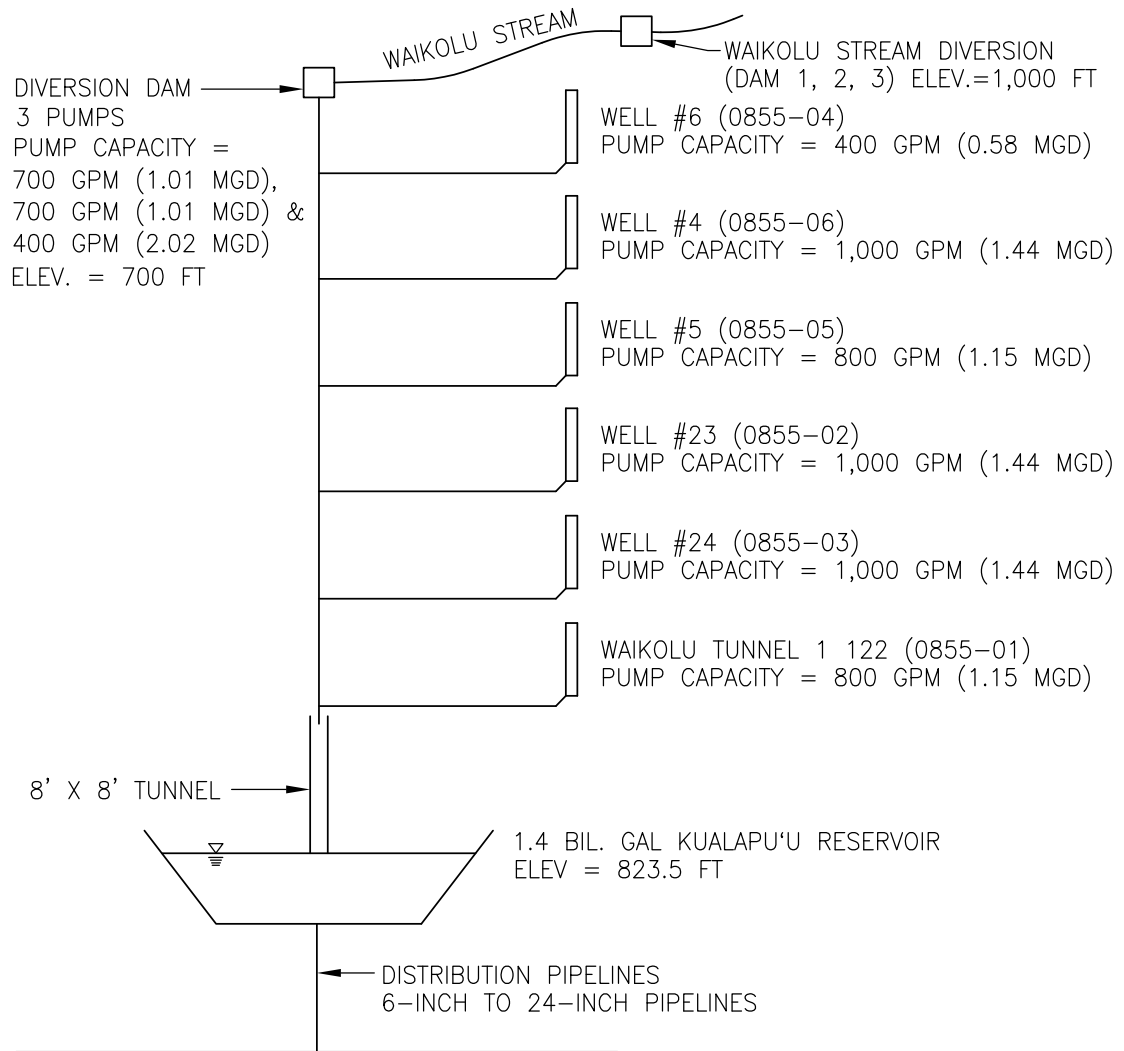 WAIKOLU STREAM
WAIKOLU STREAM DIVERSION
(DAM 1, 2, 3) ELEV.=1,000 FT
DIVERSION DAM
3 PUMPS
PUMP CAPACITY =
700 GPM (1.01 MGD),
700 GPM (1.01 MGD) &
400 GPM (2.02 MGD)
ELEV. = 700 FT
WELL #6 (0855-04)
PUMP CAPACITY = 400 GPM (0.58 MGD)
WELL #4 (0855-06)
PUMP CAPACITY = 1,000 GPM (1.44 MGD)
WELL #5 (0855-05)
PUMP CAPACITY = 800 GPM (1.15 MGD)
WELL #23 (0855-02)
PUMP CAPACITY = 1,000 GPM (1.44 MGD)
WELL #24 (0855-03)
PUMP CAPACITY = 1,000 GPM (1.44 MGD)
WAIKOLU TUNNEL 1 122 (0855-01)
PUMP CAPACITY = 800 GPM (1.15 MGD)
8' X 8' TUNNEL
1.4 BIL. GAL KUALAPU‘U RESERVOIR
ELEV = 823.5 FT
DISTRIBUTION PIPELINES
6-INCH TO 24-INCH PIPELINES